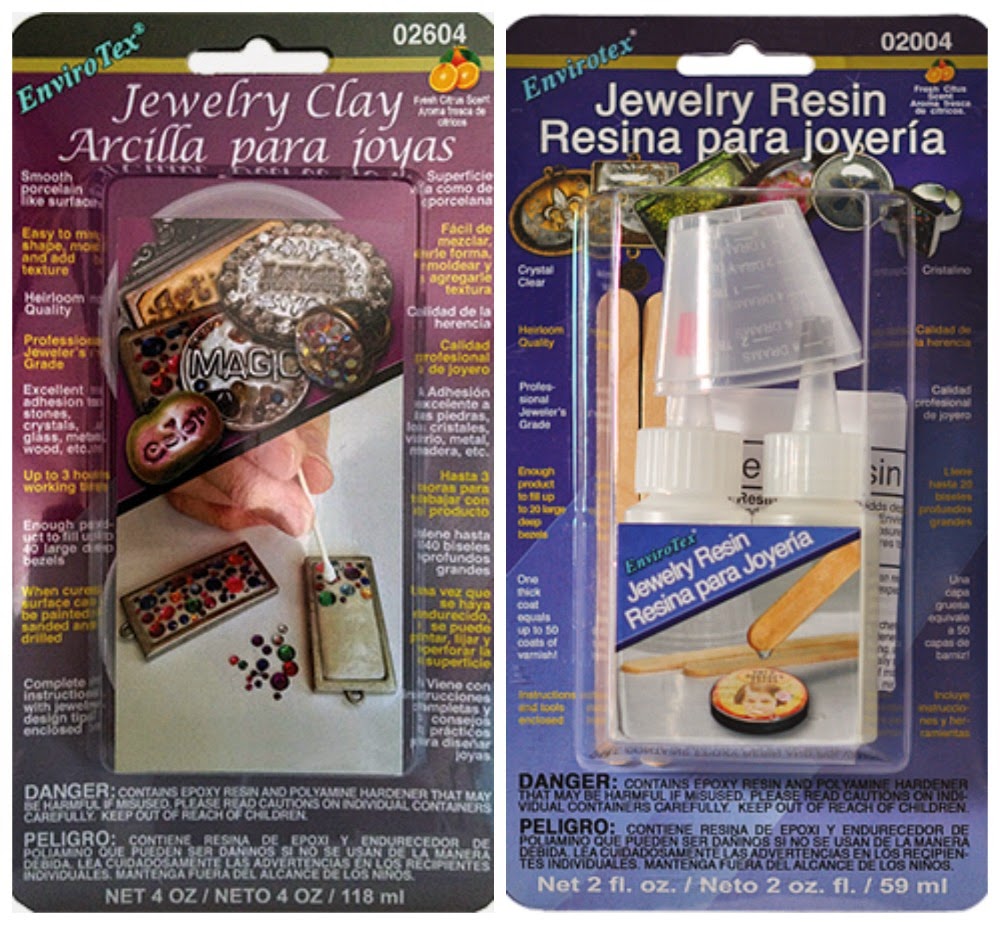 02604
EnviroTex®
Fresh Citrus Scent
Aroma fresca de
cítricos
Jewelry Clay
Arcilla para joyas
Smooth
porcelain
like surface
Easy to
shape,
and add
texture
Heirloom
Quality
Professional
Jeweler's
Grade
Excellent
adhesion
stones,
crystals,
glass,
wood, etc.
Up to 3 hours
working
Enough
uct to fill up
40 large deep
bezels
When cured
surface can
be painted
sanded and
drilled
Complete
instructions
with jewelry
design tips
enclosed
Superficie
como de
porcelana
Fácil de
mezclar,
forma,
moldear y
agregarle
textura
Calidad de la
herencia
Calidad
profesional
de joyero
Adhesión
excelente a
las piedras,
los cristales,
vidrio, metal,
madera, etc.
Hasta 3
horas para
trabajar con
el producto
hasta
40 biseles
profundos
grandes
Una vez que
se haya
endurecido,
se puede
pintar, lijar y
perforar la
superficie
Viene con
instrucciones
completas y
consejos
prácticos
para diseñar
joyas
MAGIC
COLOR
DANGER: CONTAINS EPOXY RESIN AND POLYAMINE HARDENER THAT MAY
BE HARMFUL IF MISUSED. PLEASE READ CAUTIONS ON INDIVIDUAL CONTAINERS
CAREFULLY. KEEP OUT OF REACH OF CHILDREN.
PELIGRO: CONTIENE RESINA DE EPOXI Y ENDURECEDOR DE
POLIAMINO QUE PUEDEN SER DAÑINOS SI NO SE USAN DE LA MANERA
DEBIDA. LEA CUIDADOSAMENTE LAS ADVERTENCIAS EN LOS RECIPIENTES
INDIVIDUALES. MANTENGA FUERA DEL ALCANCE DE LOS NIÑOS.
NET 4 OZ / NETO 4 OZ / 118 ml
02004
Envirotex®
Fresh Citus
Scent
Aroma fresca
de cítricos.
Jewelry Resin
Resina para joyería
Crystal
Clear
Heirloom
Quality
Profes-
sional
Jeweler's
Grade
Enough
product
to fill up
to 20 large
deep
bezels
One
thick
coat
equals
up to 50
coats of
varnish!
Instructions
and tools
enclosed
Cristalino
Calidad de
la herencia
Calidad
profesional
de joyero
Llene
hasta 20
biseles
profundos
grandes
Una
capa
gruesa
equivale
a 50
capas de
barniz!
Incluye
instruccio-
nes y her-
ramientas
EnviroTex®
Jewelry Resin
Resina para Joyería
DANGER: CONTAINS EPOXY RESIN AND POLYAMINE HARDENER
THAT MAY BE HARMFUL IF MISUSED. PLEASE READ CAUTIONS ON INDI-
VIDUAL CONTAINERS CAREFULLY. KEEP OUT OF REACH OF CHILDREN.
PELIGRO: CONTIENE RESINA DE EPOXI Y ENDURECEDOR DE
POLIAMINO QUE PUEDEN SER DAÑINOS SI NO SE USAN DE LA MANERA
DEBIDA. LEA CUIDADOSAMENTE LAS ADVERTENCIAS EN LOS RECIPIEN-
TES INDIVIDUALES. MANTENGA FUERA DEL ALCANCE DE LOS NIÑOS.
Net 2 fl. oz. / Neto 2 oz. fl. / 59 ml